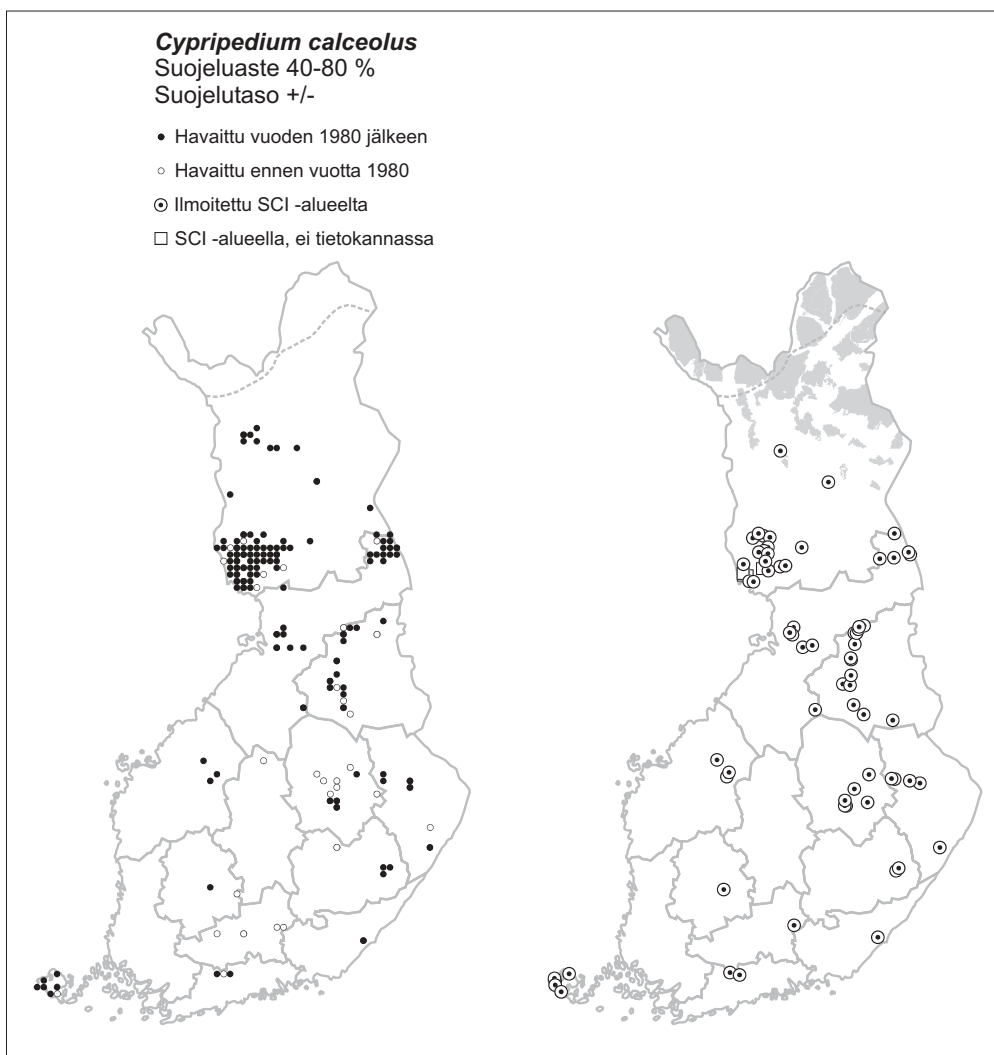 Cypripedium calceolus
Suojeluaste 40-80 %
Suojelutaso +/-
Havaittu vuoden 1980 jälkeen
Havaittu ennen vuotta 1980
Ilmoitettu SCI -alueelta
SCI -alueella, ei tietokannassa